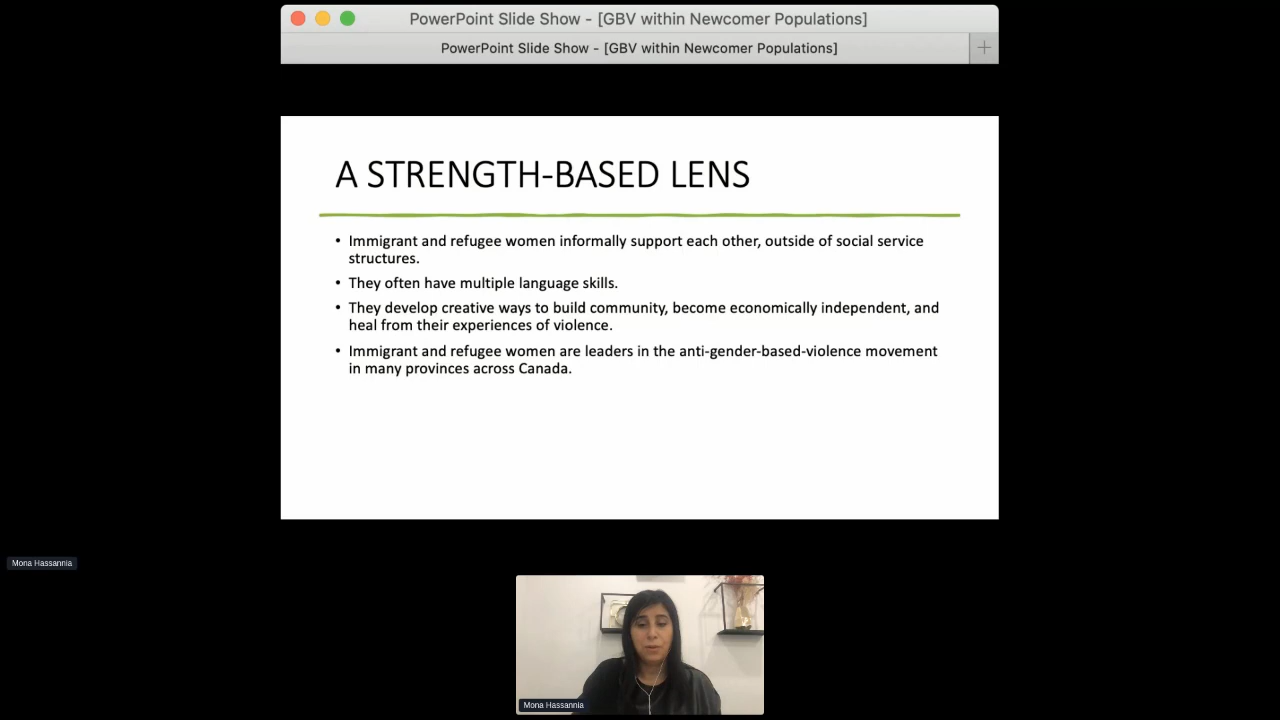 PowerPoint Slide Show - [GBV within Newcomer Populations]
PowerPoint Slide Show - [GBV within Newcomer Populations]
A STRENGTH-BASED LENS
• Immigrant and refugee women informally support each other, outside of social service
structures.
• They often have multiple language skills.
• They develop creative ways to build community, become economically independent, and
heal from their experiences of violence.
• Immigrant and refugee women are leaders in the anti-gender-based-violence movement
in many provinces across Canada.
Mona Hassannia
Mona Hassannia